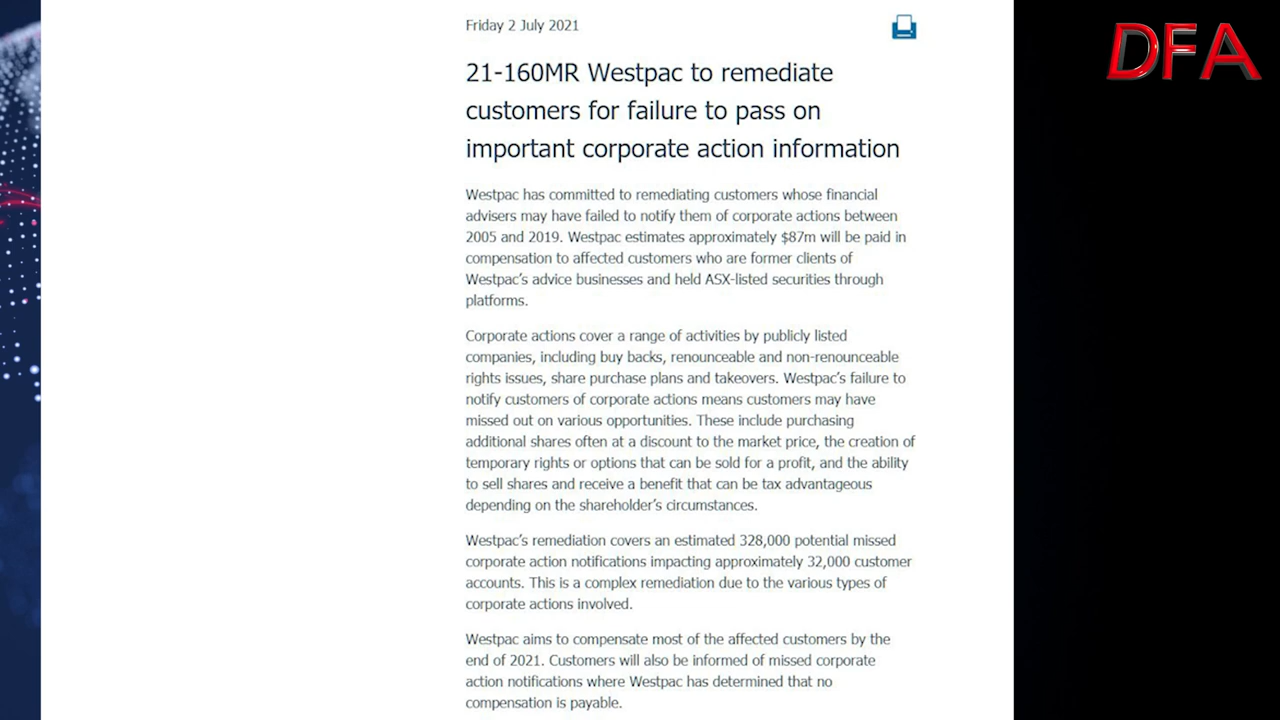 Friday 2 July 2021
DFA
21-160MR Westpac to remediate
customers for failure to pass on
important corporate action information
Westpac has committed to remediating customers whose financial
advisers may have failed to notify them of corporate actions between
2005 and 2019. Westpac estimates approximately $87m will be paid in
compensation to affected customers who are former clients of
Westpac's advice businesses and held ASX-listed securities through
platforms.
Corporate actions cover a range of activities by publicly listed
companies, including buy backs, renounceable and non-renounceable
rights issues, share purchase plans and takeovers. Westpac's failure to
notify customers of corporate actions means customers may have
missed out on various opportunities. These include purchasing
additional shares often at a discount to the market price, the creation of
temporary rights or options that can be sold for a profit, and the ability
to sell shares and receive a benefit that can be tax advantageous
depending on the shareholder's circumstances.
Westpac's remediation covers an estimated 328,000 potential missed
corporate action notifications impacting approximately 32,000 customer
accounts. This is a complex remediation due to the various types of
corporate actions involved.
Westpac aims to compensate most of the affected customers by the
end of 2021. Customers will also be informed of missed corporate
action notifications where Westpac has determined that no
compensation is payable.